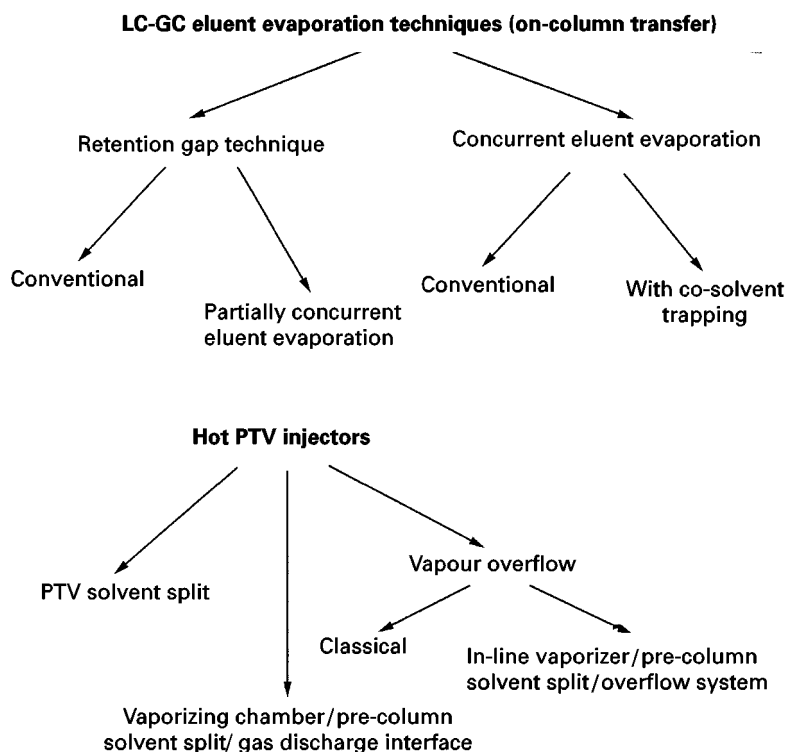 LC-GC eluent evaporation techniques (on-column transfer)
Retention gap technique
Concurrent eluent evaporation
Conventional
Partially concurrent
eluent evaporation
Conventional
With co-solvent
trapping
Hot PTV injectors
PTV solvent split
Vapour overflow
Classical
In-line vaporizer/pre-column
solvent split/overflow system
Vaporizing chamber/pre-column
solvent split/ gas discharge interface